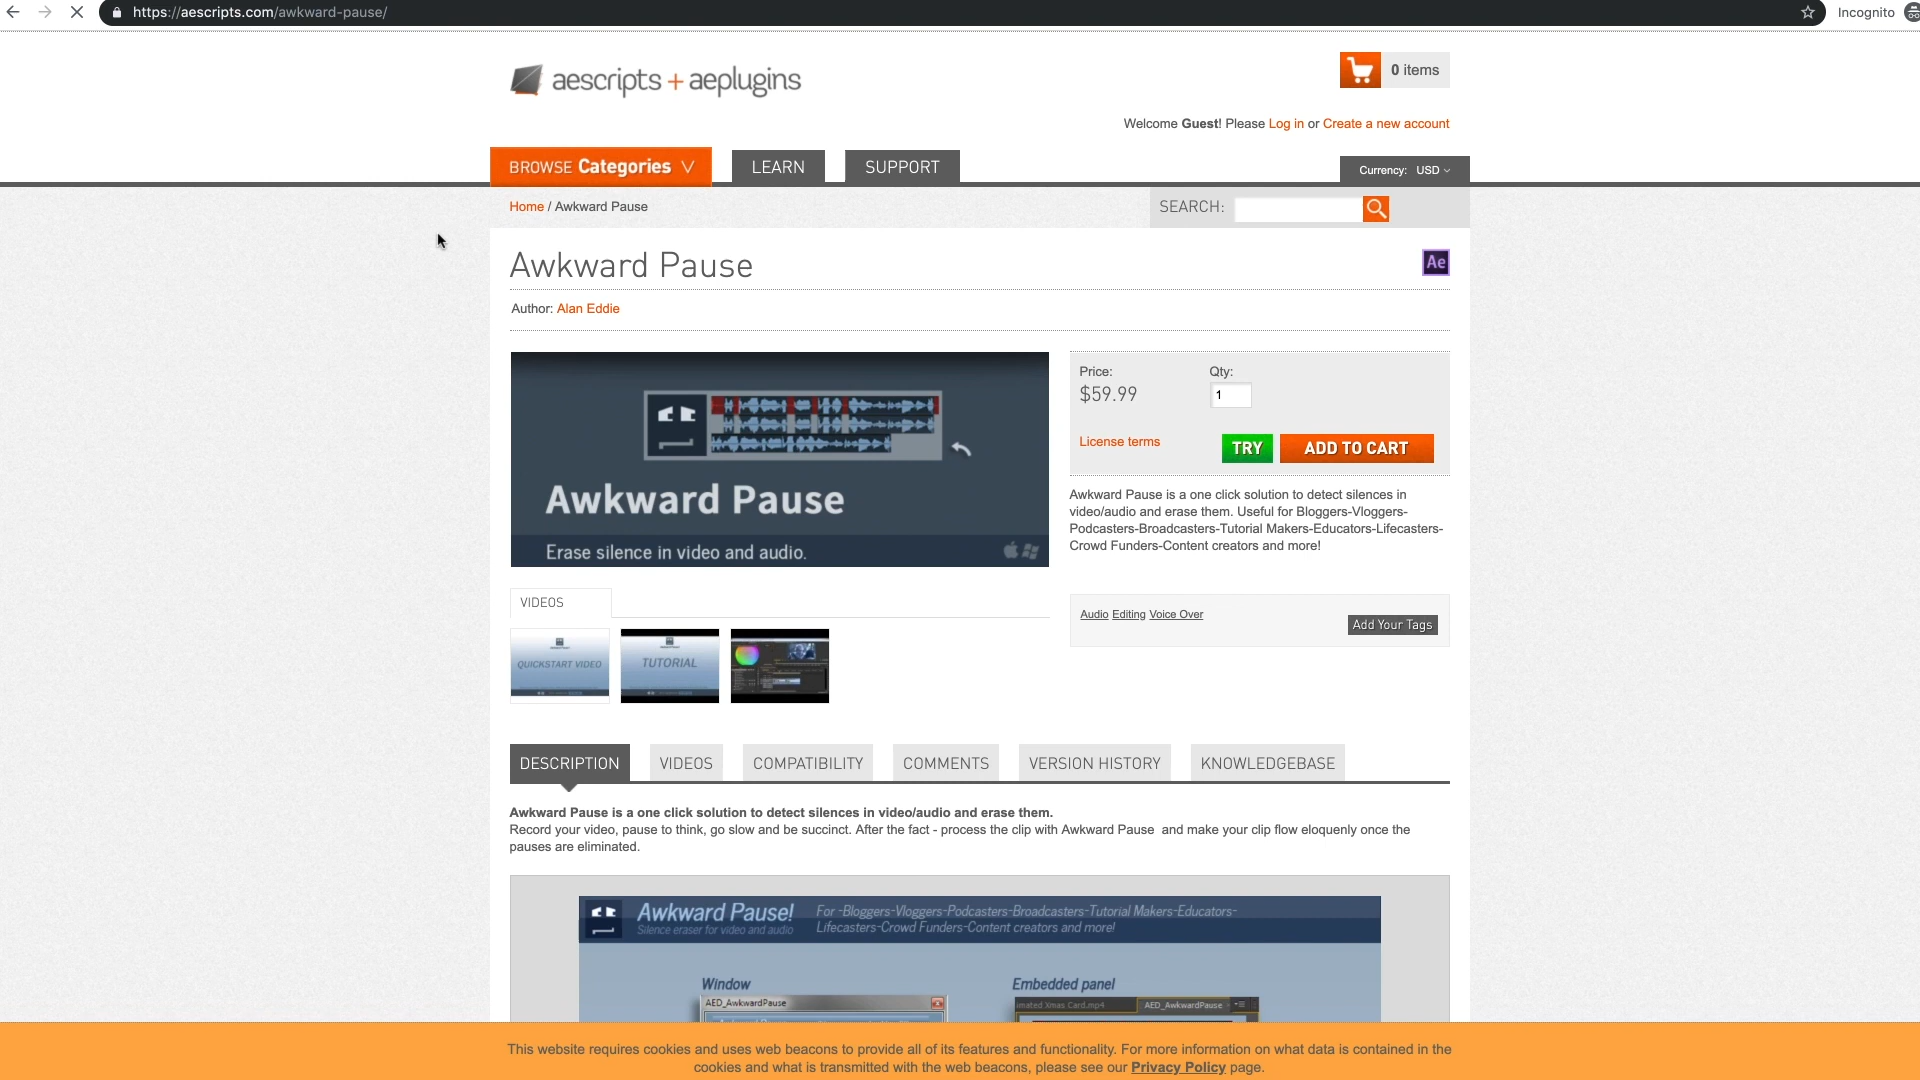 https://aescripts.com/awkward-pause/
Incognito
aescripts + aeplugins
0 items
Welcome Guest! Please Log in or Create a new account
BROWSE Categories V
LEARN
SUPPORT
Currency: USD
Home / Awkward Pause
SEARCH:
Awkward Pause
Ae
Author: Alan Eddie
Awkward Pause
Erase silence in video and audio.
Price:
Qty:
$59.99
1
License terms
TRY
ADD TO CART
Awkward Pause is a one click solution to detect silences in
video/audio and erase them. Useful for Bloggers-Vloggers-
Podcasters-Broadcasters-Tutorial Makers-Educators-Lifecasters-
Crowd Funders-Content creators and more!
VIDEOS
QUICKSTART VIDEO
TUTORIAL
Audio Editing Voice Over
Add Your Tags
DESCRIPTION
VIDEOS
COMPATIBILITY
COMMENTS
VERSION HISTORY
KNOWLEDGEBASE
Awkward Pause is a one click solution to detect silences in video/audio and erase them.
Record your video, pause to think, go slow and be succinct. After the fact - process the clip with Awkward Pause and make your clip flow eloquenly once the
pauses are eliminated.
Awkward Pause!
Silence eraser for video and audio
For -Bloggers-Vloggers-Podcasters-Broadcasters-Tutorial Makers-Educators-
Lifecasters-Crowd Funders-Content creators and more!
Window
Embedded panel
AED_AwkwardPause
imated Xmas Card.mp4
AED_AwkwardPause
This website requires cookies and uses web beacons to provide all of its features and functionality. For more information on what data is contained in the
cookies and what is transmitted with the web beacons, please see our Privacy Policy page.